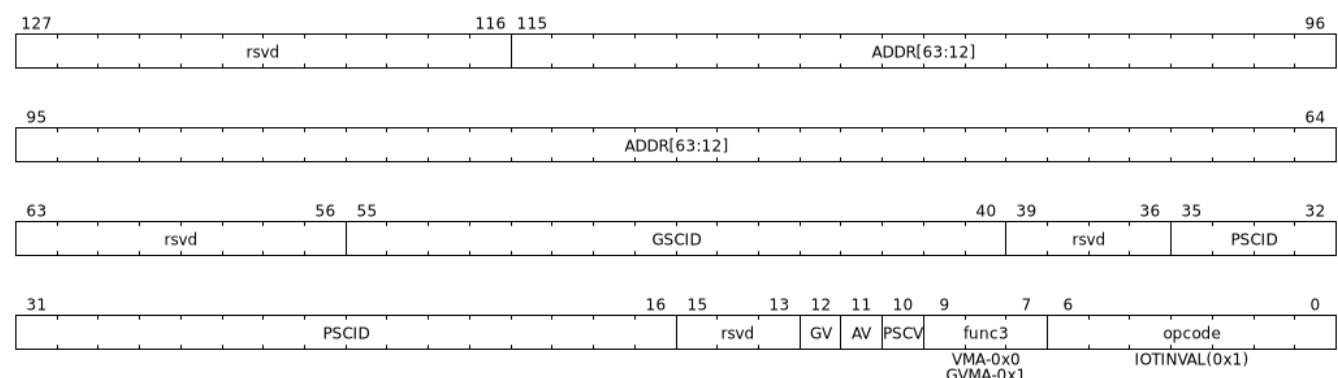 127 116 115 96
rsvd ADDR[63:12]
95 64
ADDR[63:12]
63 56 55 40 39 36 35 32
rsvd GSCID rsvd PSCID
31 16 15 13 12 11 10 9 7 6 0
PSCID rsvd GV AV PSCV func3 opcode
VMA-0x0 IOTINVAL(0x1)
GVMA-0x1